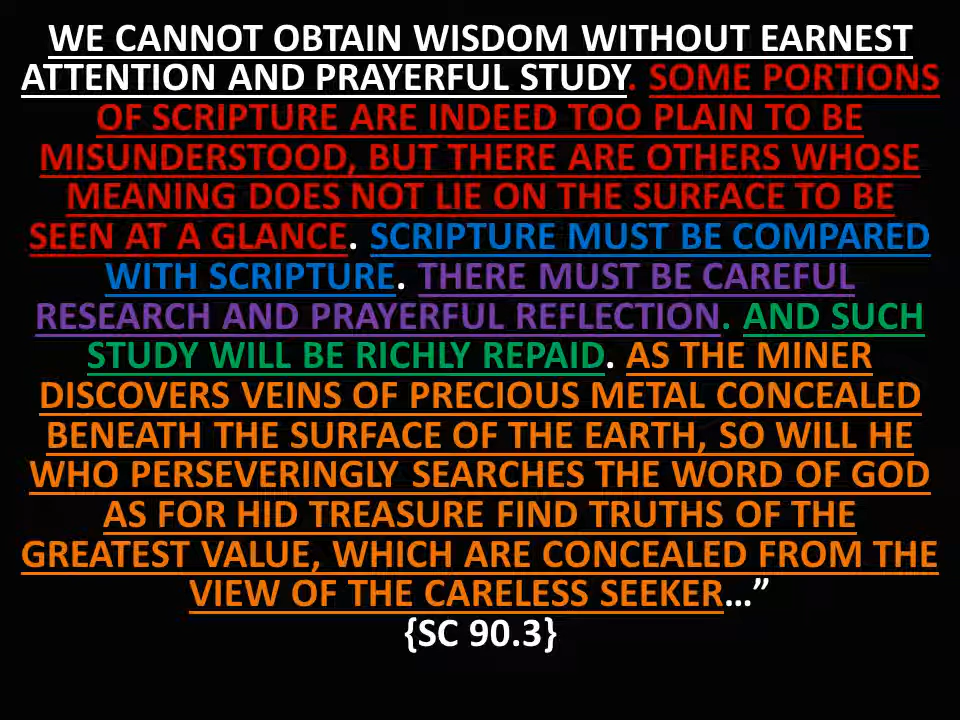 WE CANNOT OBTAIN WISDOM WITHOUT EARNEST
ATTENTION AND PRAYERFUL STUDY. SOME PORTIONS
OF SCRIPTURE ARE INDEED TOO PLAIN TO BE
MISUNDERSTOOD, BUT THERE ARE OTHERS WHOSE
MEANING DOES NOT LIE ON THE SURFACE TO BE
SEEN AT A GLANCE. SCRIPTURE MUST BE COMPARED
WITH SCRIPTURE. THERE MUST BE CAREFUL
RESEARCH AND PRAYERFUL REFLECTION. AND SUCH
STUDY WILL BE RICHLY REPAID. AS THE MINER
DISCOVERS VEINS OF PRECIOUS METAL CONCEALED
BENEATH THE SURFACE OF THE EARTH, SO WILL HE
WHO PERSEVERINGLY SEARCHES THE WORD OF GOD
AS FOR HID TREASURE FIND TRUTHS OF THE
GREATEST VALUE, WHICH ARE CONCEALED FROM THE
VIEW OF THE CARELESS SEEKER…”
{SC 90.3}